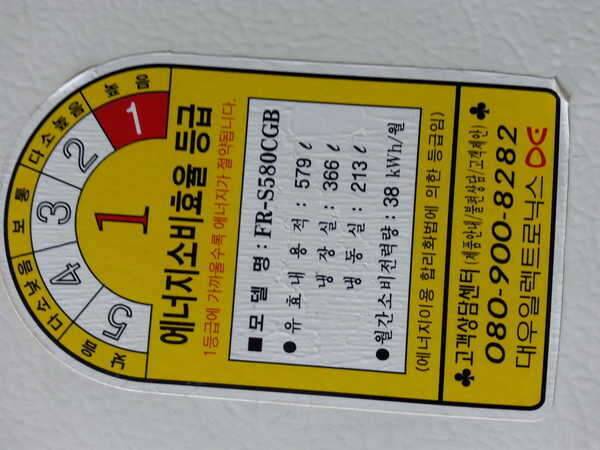 높음
다소높음
보통
다소낮음
낮음
1
2
3
4
5
1
에너지소비효율 등급
1등급에 가까울수록 에너지가 절약됩니다.
■ 모델명 : FR-S580CGB
● 유효내용적 : 579 ℓ
냉장실 : 366 ℓ
냉동실 : 213 ℓ
● 월간소비전력량 : 38 kWh/월
(에너지이용 합리화법에 의한 등급임)
♣고객상담센터(제품안내/불편상담/고객제안)♣
080-900-8282
대우일렉트로닉스